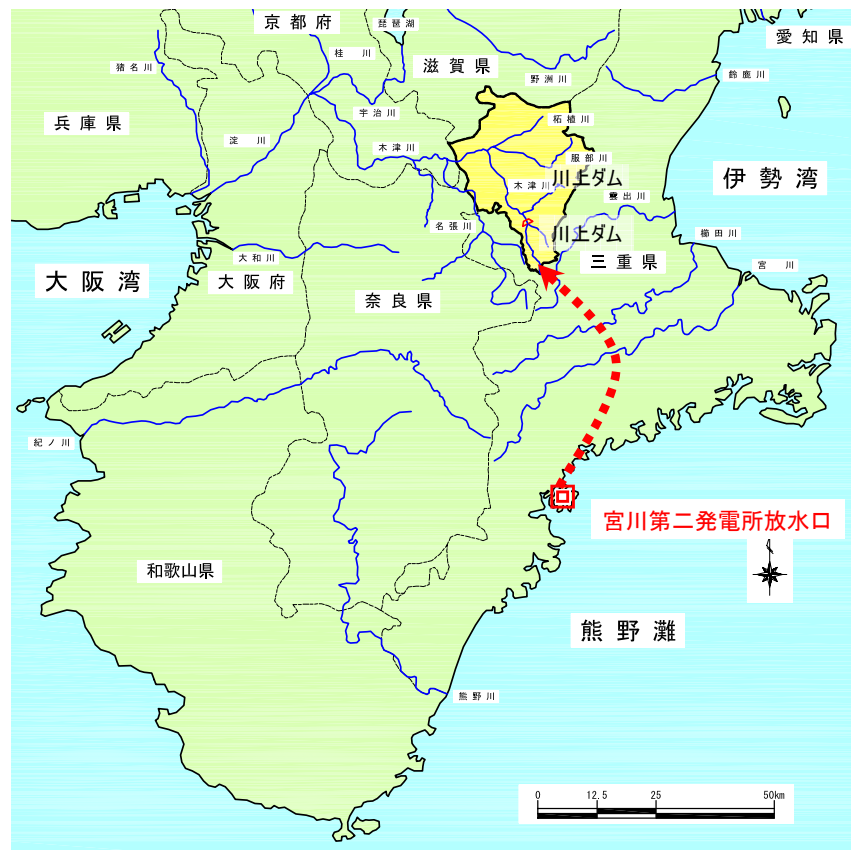 京都府
琵琶湖
愛知県
桂川
滋賀県
猪名川
野洲川
鈴鹿川
宇治川
兵庫県
柘植川
淀川
木津川
服部川
川上ダム
木津川
伊勢湾
雲出川
名張川
川上ダム
櫛田川
大和川
三重県
宮川
大阪湾
大阪府
奈良県
紀ノ川
宮川第二発電所放水口
和歌山県
熊野灘
熊野川
0 12.5 25 50km